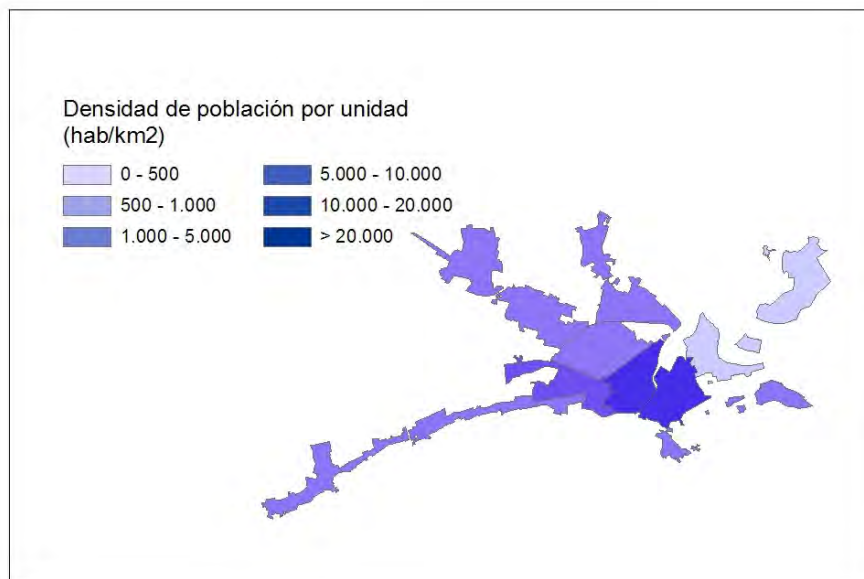 Densidad de población por unidad
(hab/km2)
0 - 500
500 - 1.000
1.000 - 5.000
5.000 - 10.000
10.000 - 20.000
> 20.000